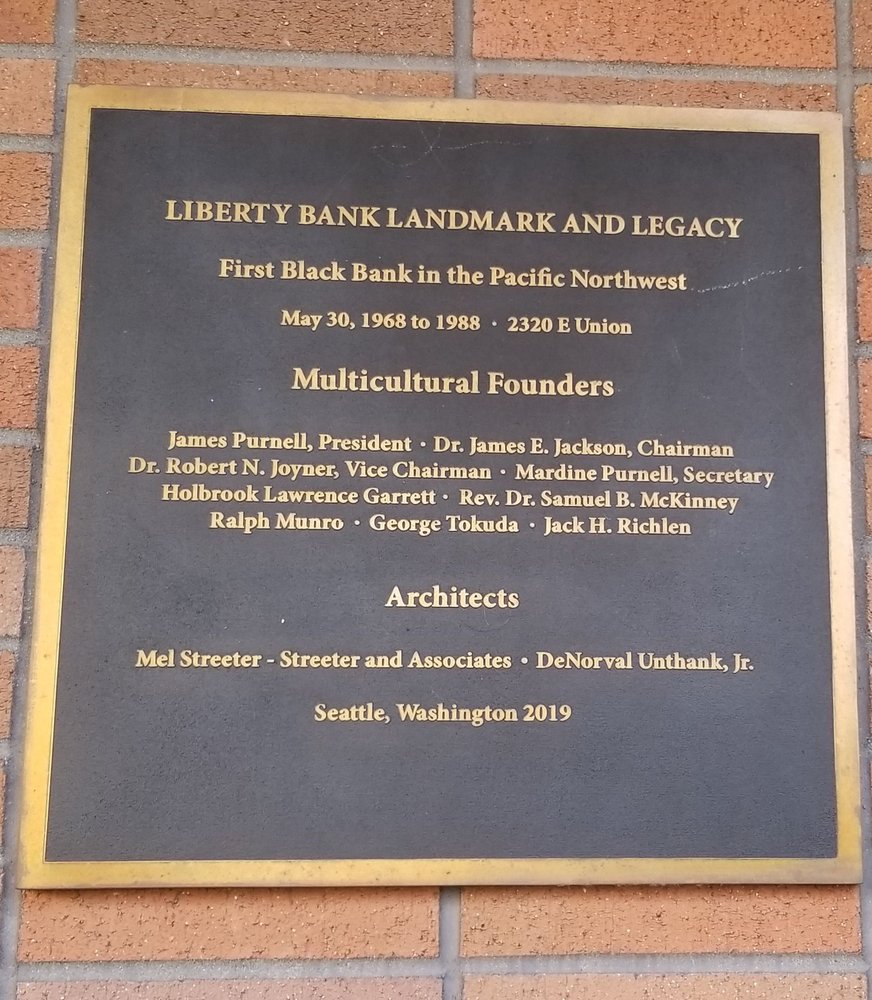 LIBERTY BANK LANDMARK AND LEGACY
First Black Bank in the Pacific Northwest
May 30, 1968 to 1988 · 2320 E Union
Multicultural Founders
James Purnell, President · Dr. James E. Jackson, Chairman
Dr. Robert N. Joyner, Vice Chairman · Mardine Purnell, Secretary
Holbrook Lawrence Garrett · Rev. Dr. Samuel B. McKinney
Ralph Munro · George Tokuda · Jack H. Richlen
Architects
Mel Streeter - Streeter and Associates • DeNorval Unthank, Jr.
Seattle, Washington 2019